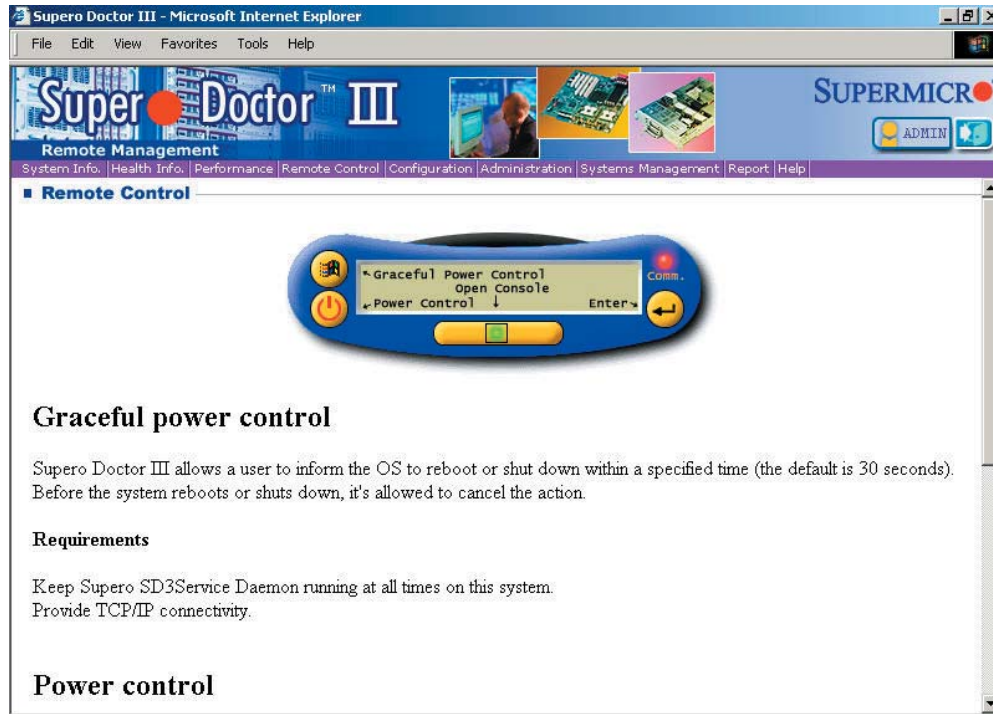 Supero Doctor III - Microsoft Internet Explorer
File Edit View Favorites Tools Help
Super Doctor™ III
SUPERMICR
ADMIN
Remote Management
System Info. Health Info. Performance Remote Control Configuration Administration Systems Management Report Help
Remote Control
Graceful Power Control
Open Console
Power Control
Enter
Comm.
Graceful power control
Supero Doctor III allows a user to inform the OS to reboot or shut down within a specified time (the default is 30 seconds).
Before the system reboots or shuts down, it's allowed to cancel the action.
Requirements
Keep Supero SD3Service Daemon running at all times on this system.
Provide TCP/IP connectivity.
Power control